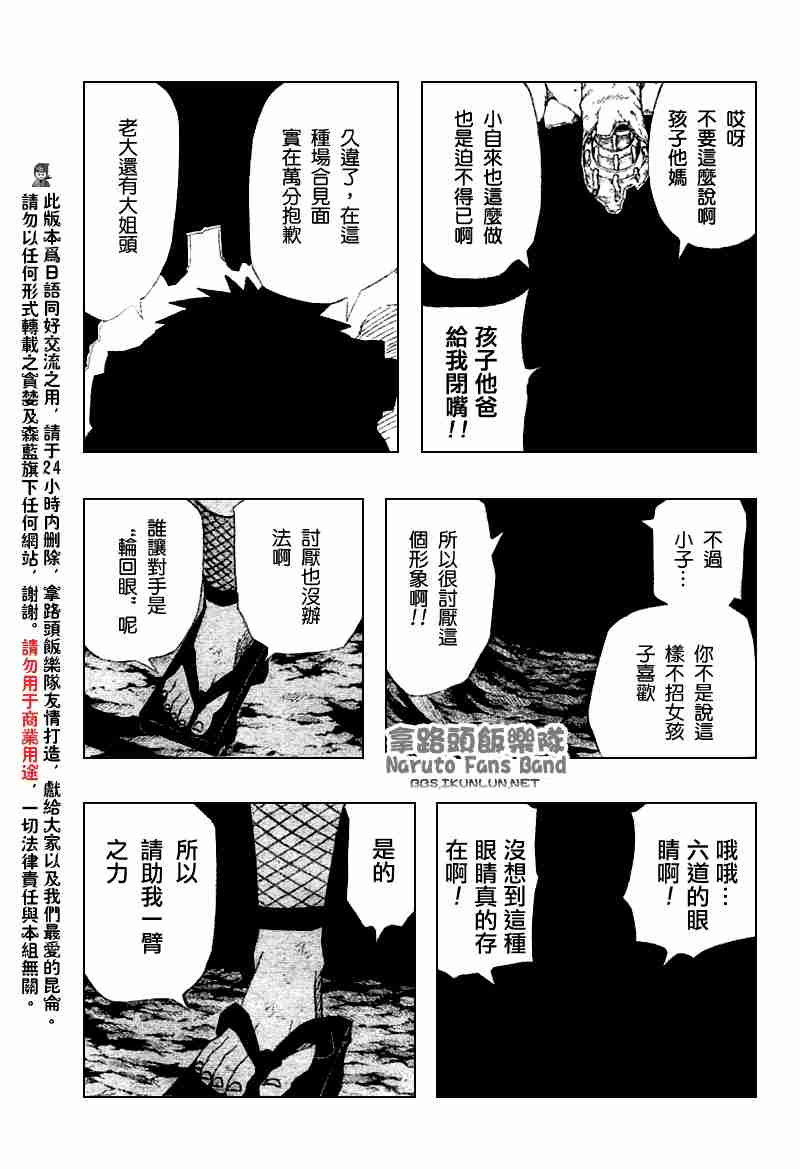 哎呀
不要這麼說啊
孩子他媽
小自來也這麼做
也是迫不得已啊
孩子他爸
給我閉嘴!!
久違了,在這
種場合見面
實在萬分抱歉
老大還有大姐頭
不過
小子…
你不是說這
樣不招女孩
子喜歡
所以很討厭這
個形象啊!!
討厭也沒辦
法啊
誰讓對手是
“輪回眼”呢
哦哦…
六道的眼
睛啊!
沒想到這種
眼睛真的存
在啊!
是的
所以
請助我一臂
之力
拿路頭飯樂隊
Naruto Fans Band
GGS.IKUNLUN.NET
此版本爲日語同好交流之用,請于24小時内删除,拿路頭飯樂隊友情打造,獻給大家以及我們最愛的昆侖。
請勿以任何形式轉載之貪婪及森藍旗下任何網站,謝謝。請勿用于商業用途,一切法律責任與本組無關。